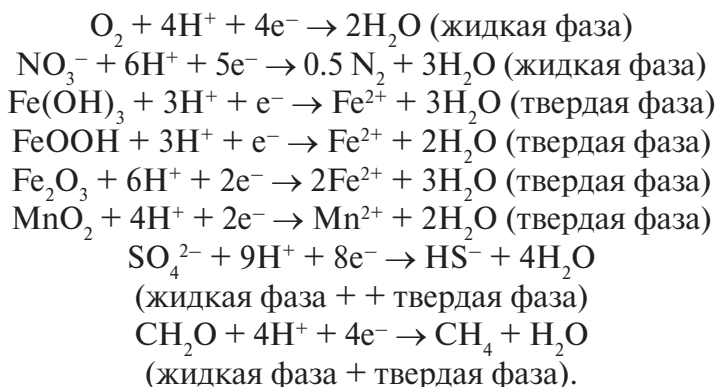 O₂ + 4H⁺ + 4e⁻ → 2H₂O (жидкая фаза)
NO₃⁻ + 6H⁺ + 5e⁻ → 0.5 N₂ + 3H₂O (жидкая фаза)
Fe(OH)₃ + 3H⁺ + e⁻ → Fe²⁺ + 3H₂O (твердая фаза)
FeOOH + 3H⁺ + e⁻ → Fe²⁺ + 2H₂O (твердая фаза)
Fe₂O₃ + 6H⁺ + 2e⁻ → 2Fe²⁺ + 3H₂O (твердая фаза)
MnO₂ + 4H⁺ + 2e⁻ → Mn²⁺ + 2H₂O (твердая фаза)
SO₄²⁻ + 9H⁺ + 8e⁻ → HS⁻ + 4H₂O
(жидкая фаза + + твердая фаза)
CH₂O + 4H⁺ + 4e⁻ → CH₄ + H₂O
(жидкая фаза + твердая фаза).